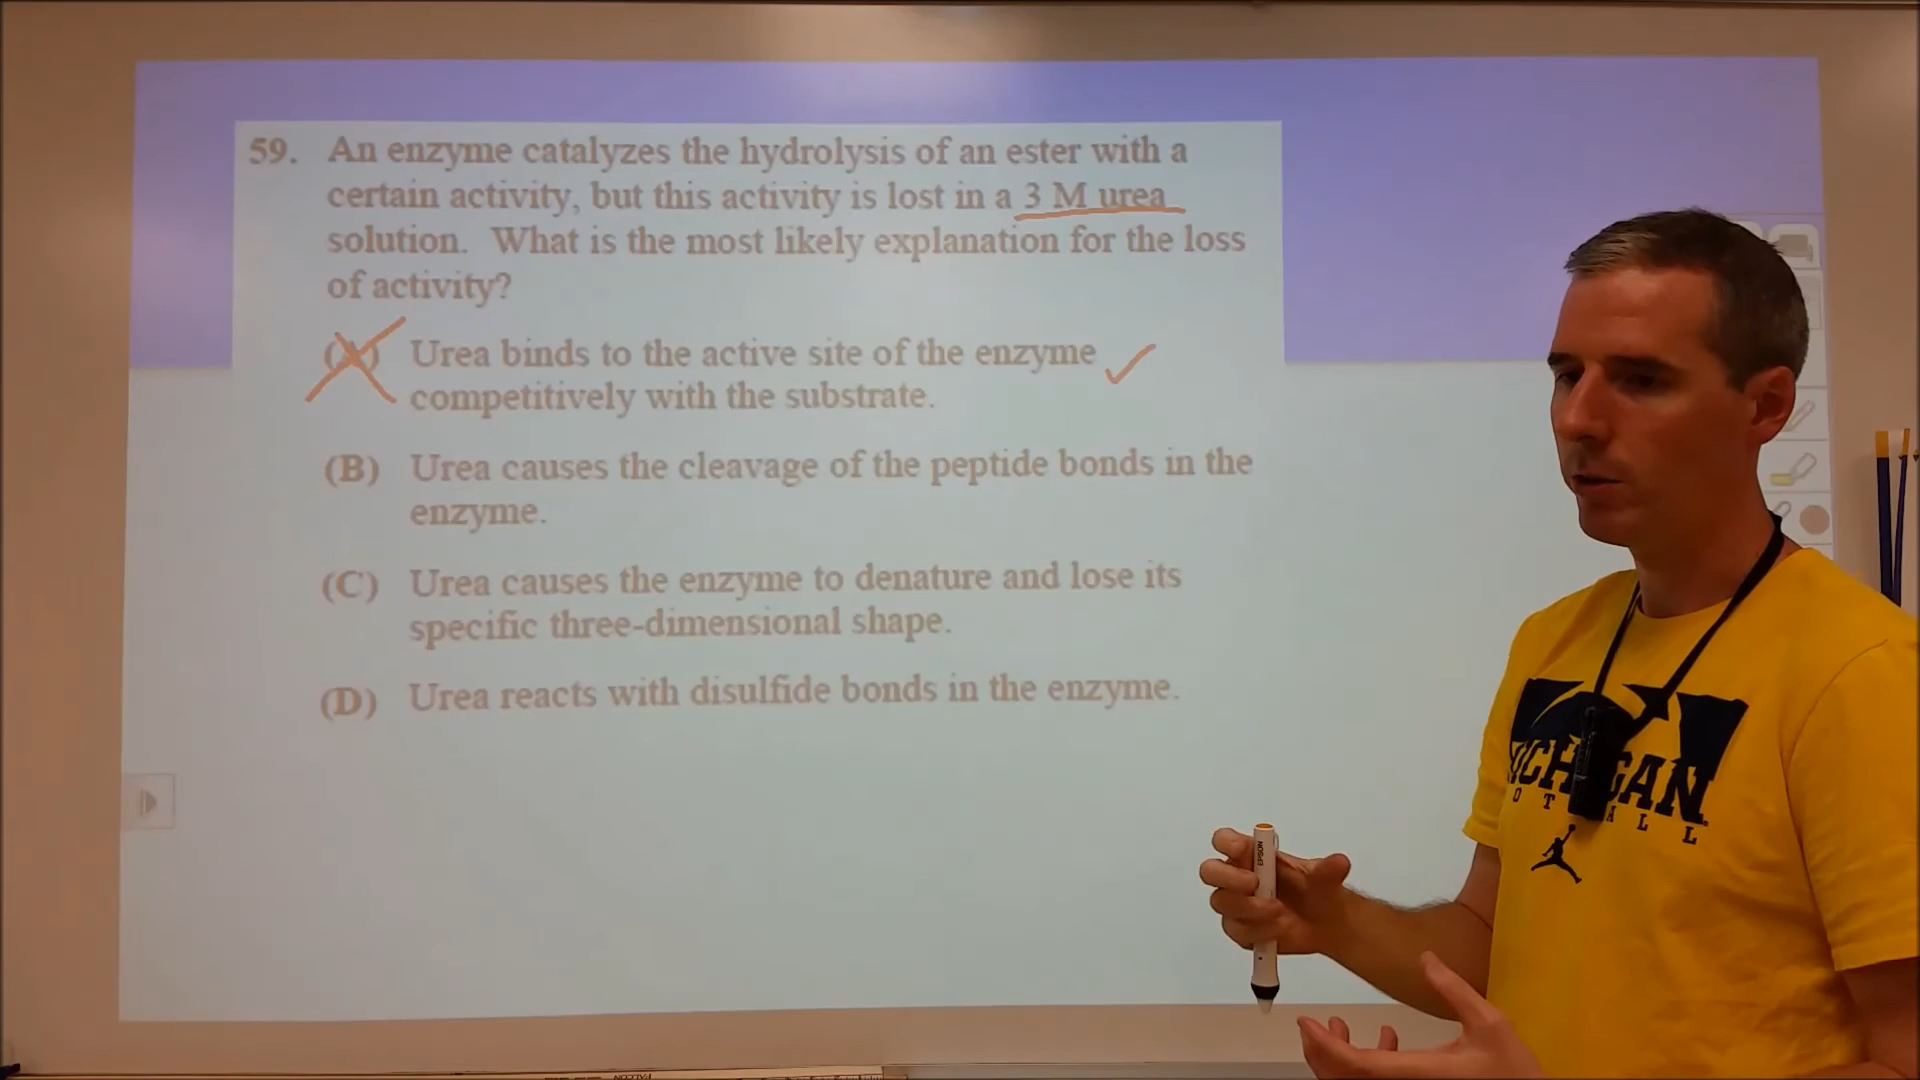 59. An enzyme catalyzes the hydrolysis of an ester with a
certain activity, but this activity is lost in a 3 M urea
solution. What is the most likely explanation for the loss
of activity?
(A) Urea binds to the active site of the enzyme
competitively with the substrate.
(B) Urea causes the cleavage of the peptide bonds in the
enzyme.
(C) Urea causes the enzyme to denature and lose its
specific three-dimensional shape.
(D) Urea reacts with disulfide bonds in the enzyme.
EPSON
FALCON